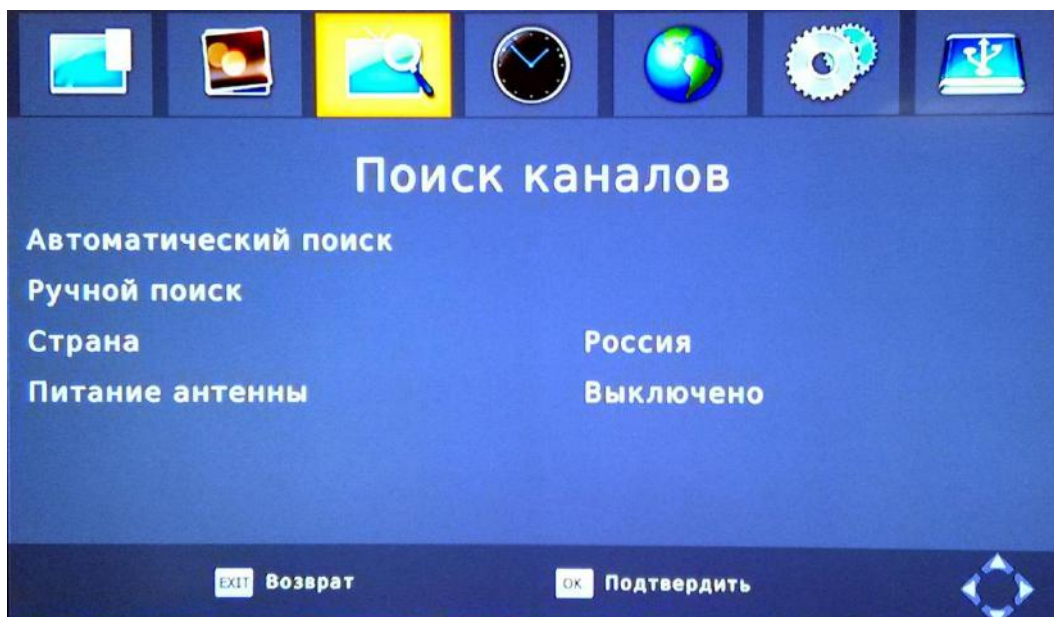 Поиск каналов
Автоматический поиск
Ручной поиск
Страна Россия
Питание антенны Выключено
EXIT Возврат OK Подтвердить